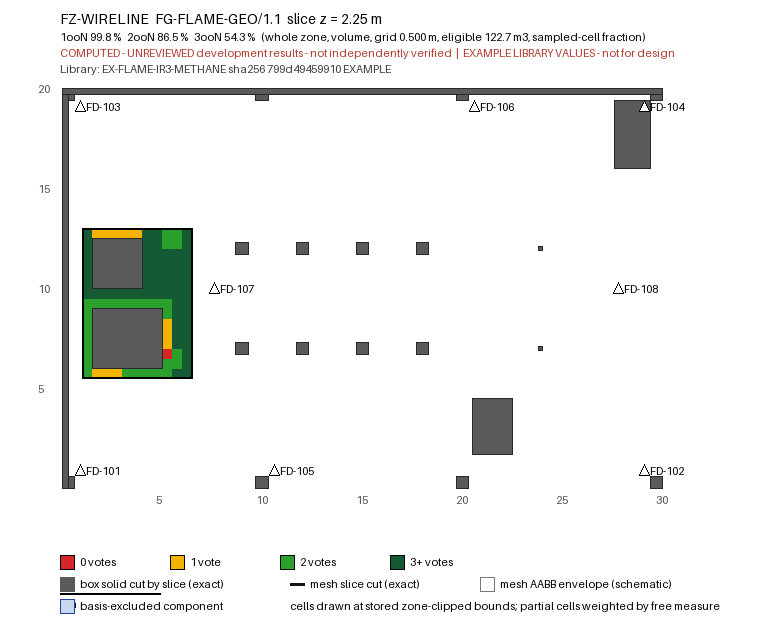 FZ-WIRELINE FG-FLAME-GEO/1.1 slice z = 2.25 m
1ooN 99.8 % 2ooN 86.5 % 3ooN 54.3 % (whole zone, volume, grid 0.500 m, eligible 122.7 m3, sampled-cell fraction)
COMPUTED - UNREVIEWED development results - not independently verified | EXAMPLE LIBRARY VALUES - not for design
Library: EX-FLAME-IR3-METHANE sha256 799d49459910 EXAMPLE
20
FD-103
FD-106
FD-104
15
10
FD-107
FD-108
5
FD-101
FD-105
FD-102
5
10
15
20
25
30
0 votes
1 vote
2 votes
3+ votes
box solid cut by slice (exact)
mesh slice cut (exact)
mesh AABB envelope (schematic)
basis-excluded component
cells drawn at stored zone-clipped bounds; partial cells weighted by free measure